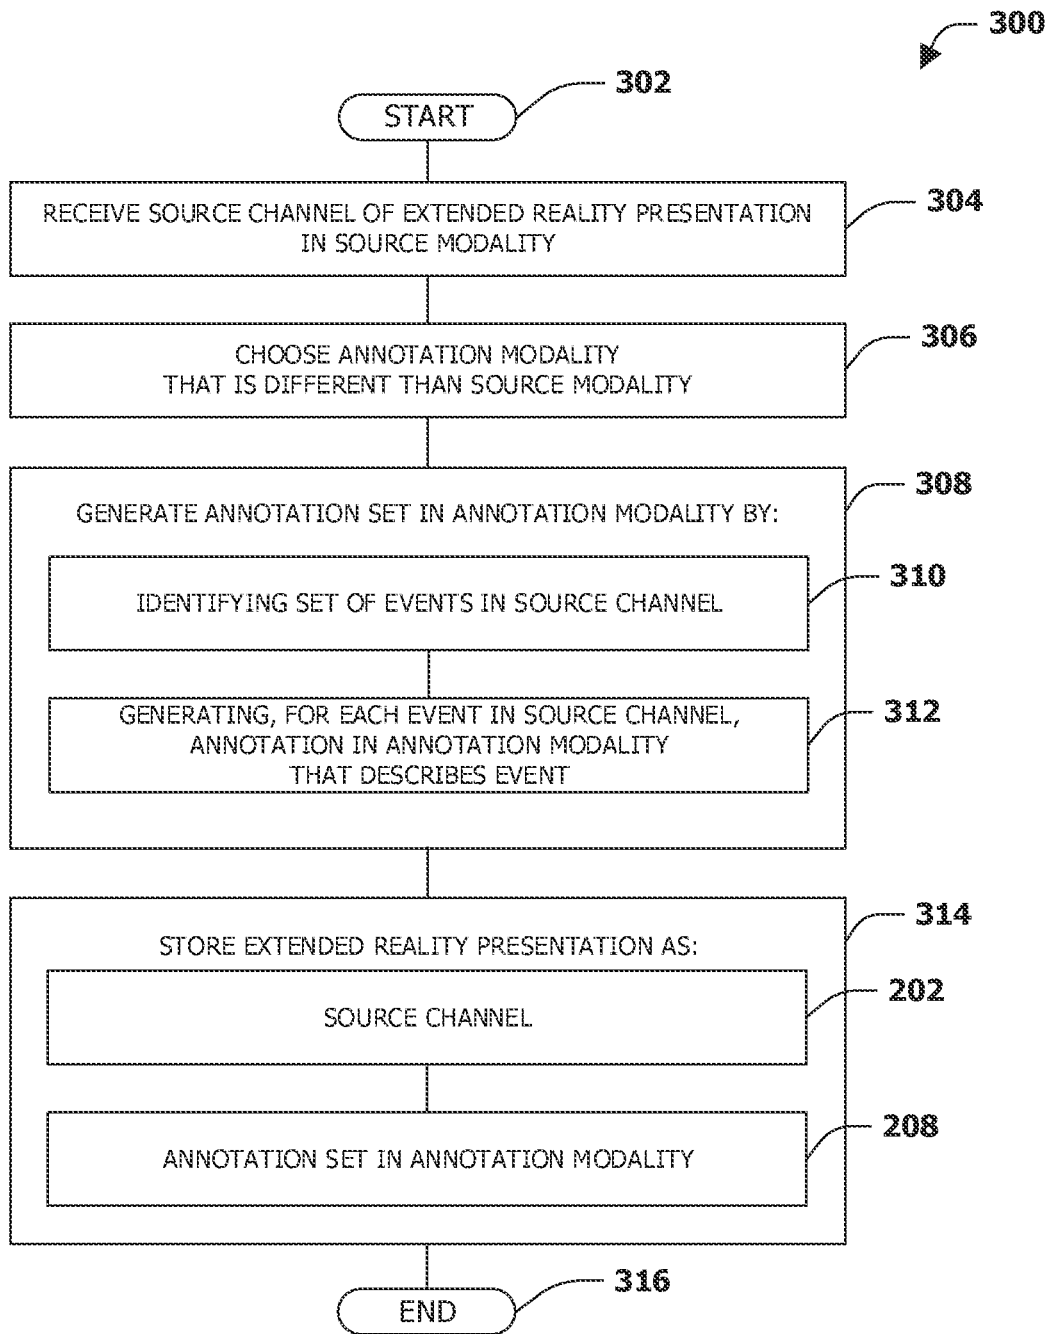 300
302
START
RECEIVE SOURCE CHANNEL OF EXTENDED REALITY PRESENTATION
IN SOURCE MODALITY
304
CHOOSE ANNOTATION MODALITY
THAT IS DIFFERENT THAN SOURCE MODALITY
306
308
GENERATE ANNOTATION SET IN ANNOTATION MODALITY BY:
310
IDENTIFYING SET OF EVENTS IN SOURCE CHANNEL
312
GENERATING, FOR EACH EVENT IN SOURCE CHANNEL,
ANNOTATION IN ANNOTATION MODALITY
THAT DESCRIBES EVENT
314
STORE EXTENDED REALITY PRESENTATION AS:
202
SOURCE CHANNEL
208
ANNOTATION SET IN ANNOTATION MODALITY
316
END